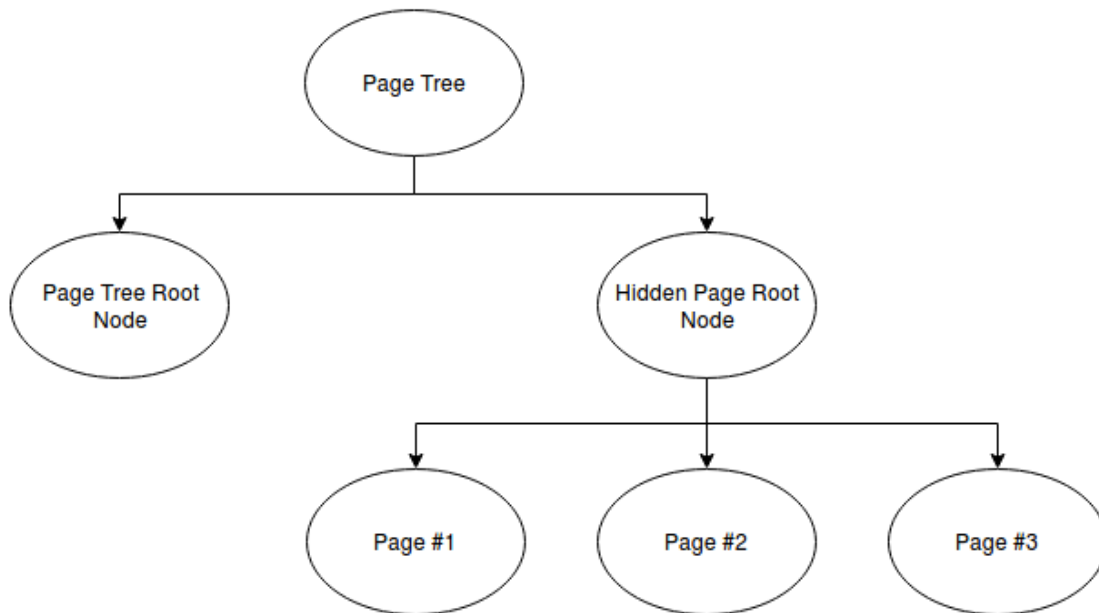 Page Tree
Page Tree Root
Node
Hidden Page Root
Node
Page #1
Page #2
Page #3